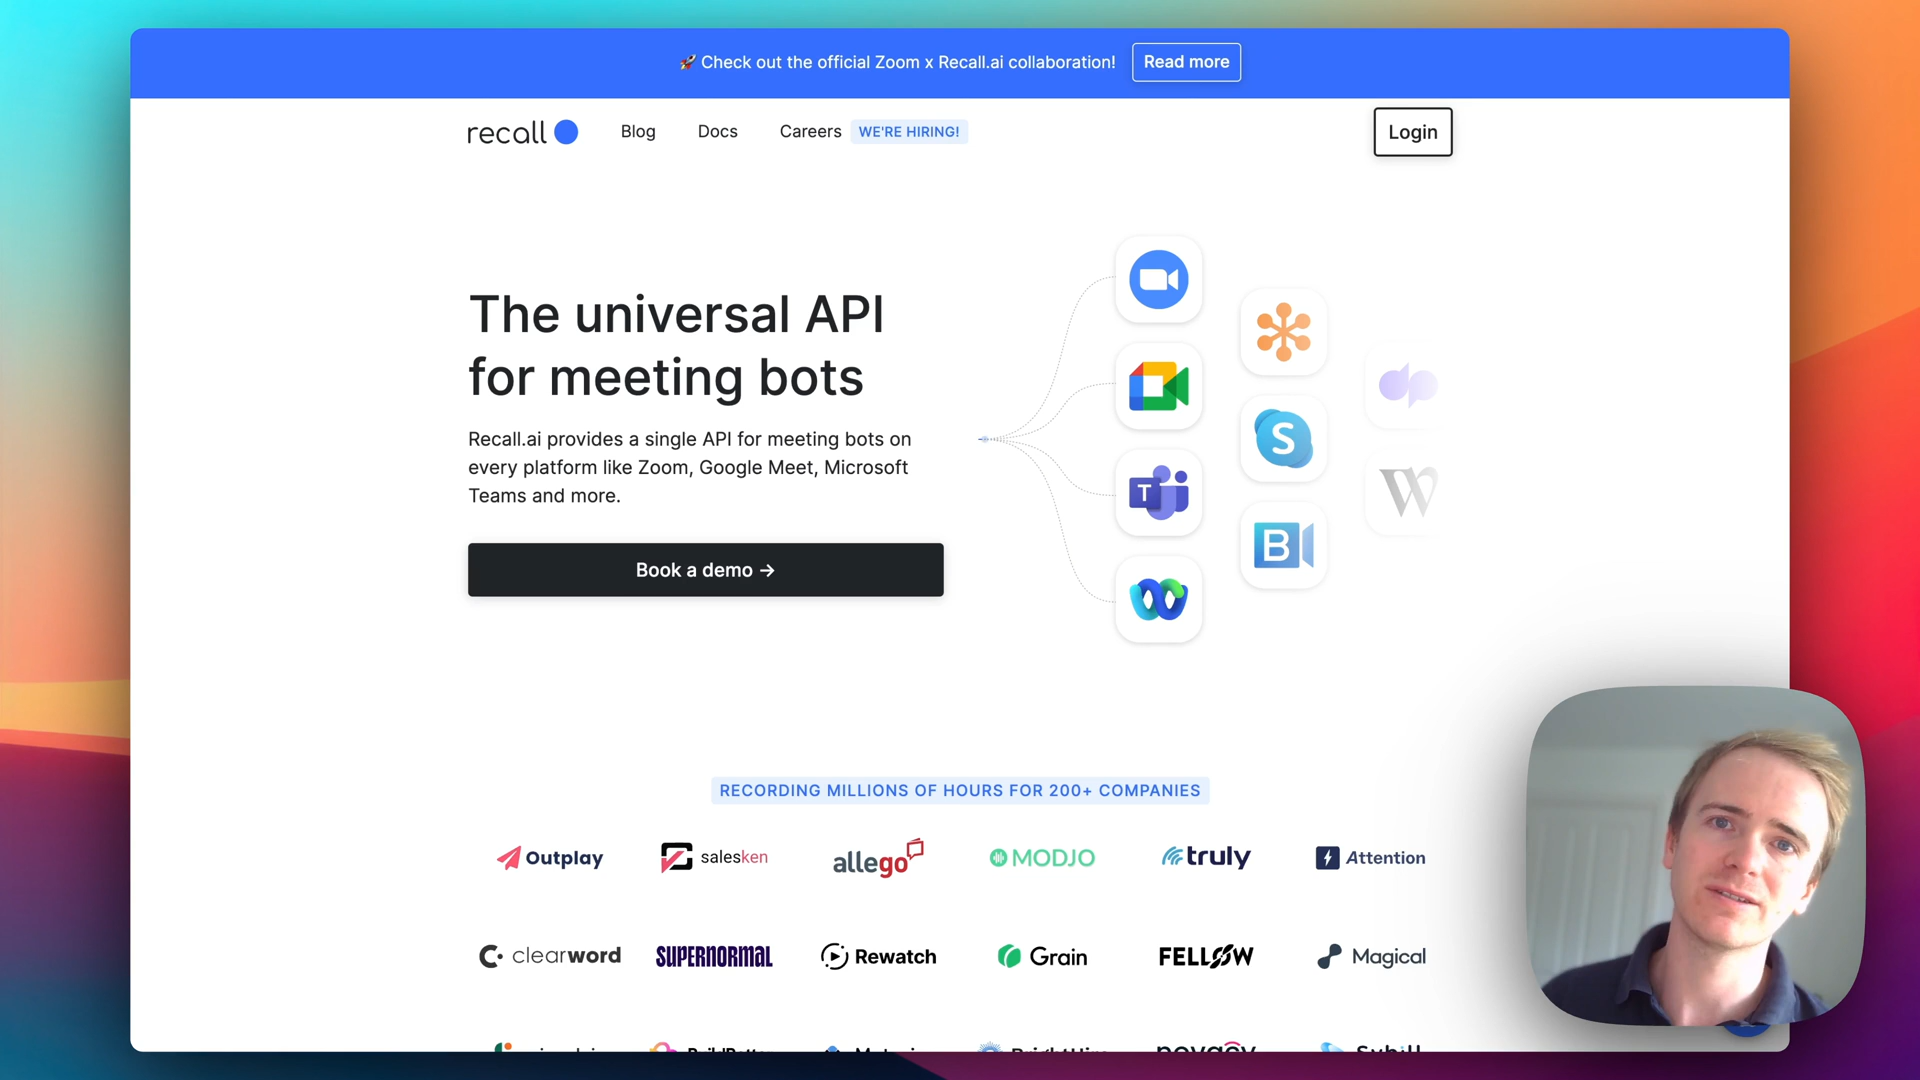 🚀 Check out the official Zoom x Recall.ai collaboration! Read more
recall Blog Docs Careers WE'RE HIRING! Login
The universal API
for meeting bots
Recall.ai provides a single API for meeting bots on
every platform like Zoom, Google Meet, Microsoft
Teams and more.
Book a demo →
T
S
B
W
RECORDING MILLIONS OF HOURS FOR 200+ COMPANIES
Outplay salesken allego MODJO truly Attention
clearword SUPERNORMAL Rewatch Grain FELLOW Magical